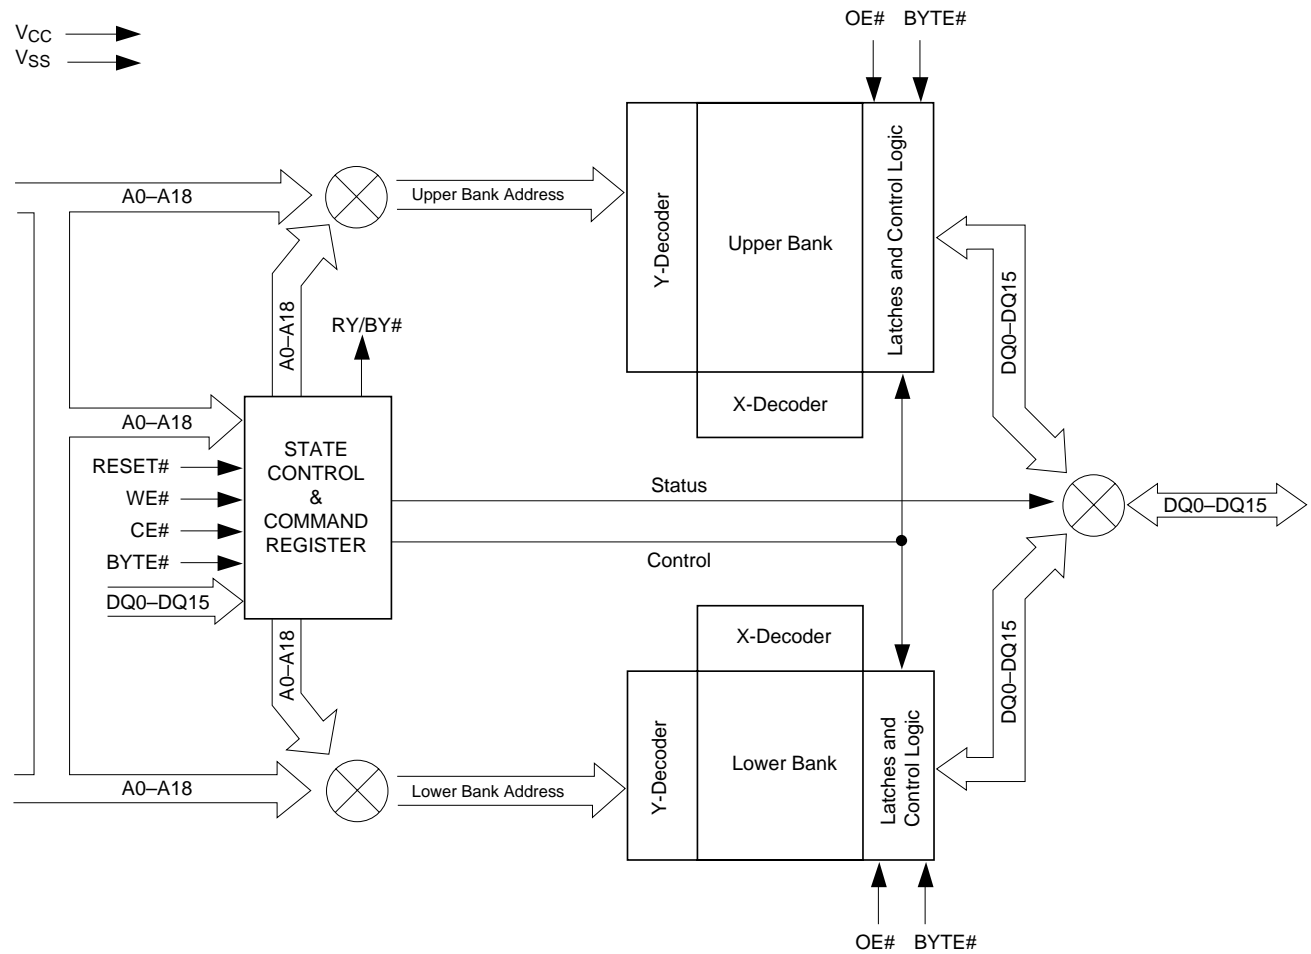 VCC
VSS
OE# BYTE#
A0–A18
Upper Bank Address
Y-Decoder
Upper Bank
Latches and Control Logic
X-Decoder
A0–A18
RY/BY#
DQ0–DQ15
A0–A18
RESET#
WE#
CE#
BYTE#
DQ0–DQ15
STATE
CONTROL
&
COMMAND
REGISTER
Status
Control
DQ0–DQ15
A0–A18
X-Decoder
DQ0–DQ15
A0–A18
Lower Bank Address
Y-Decoder
Lower Bank
Latches and
Control Logic
OE# BYTE#